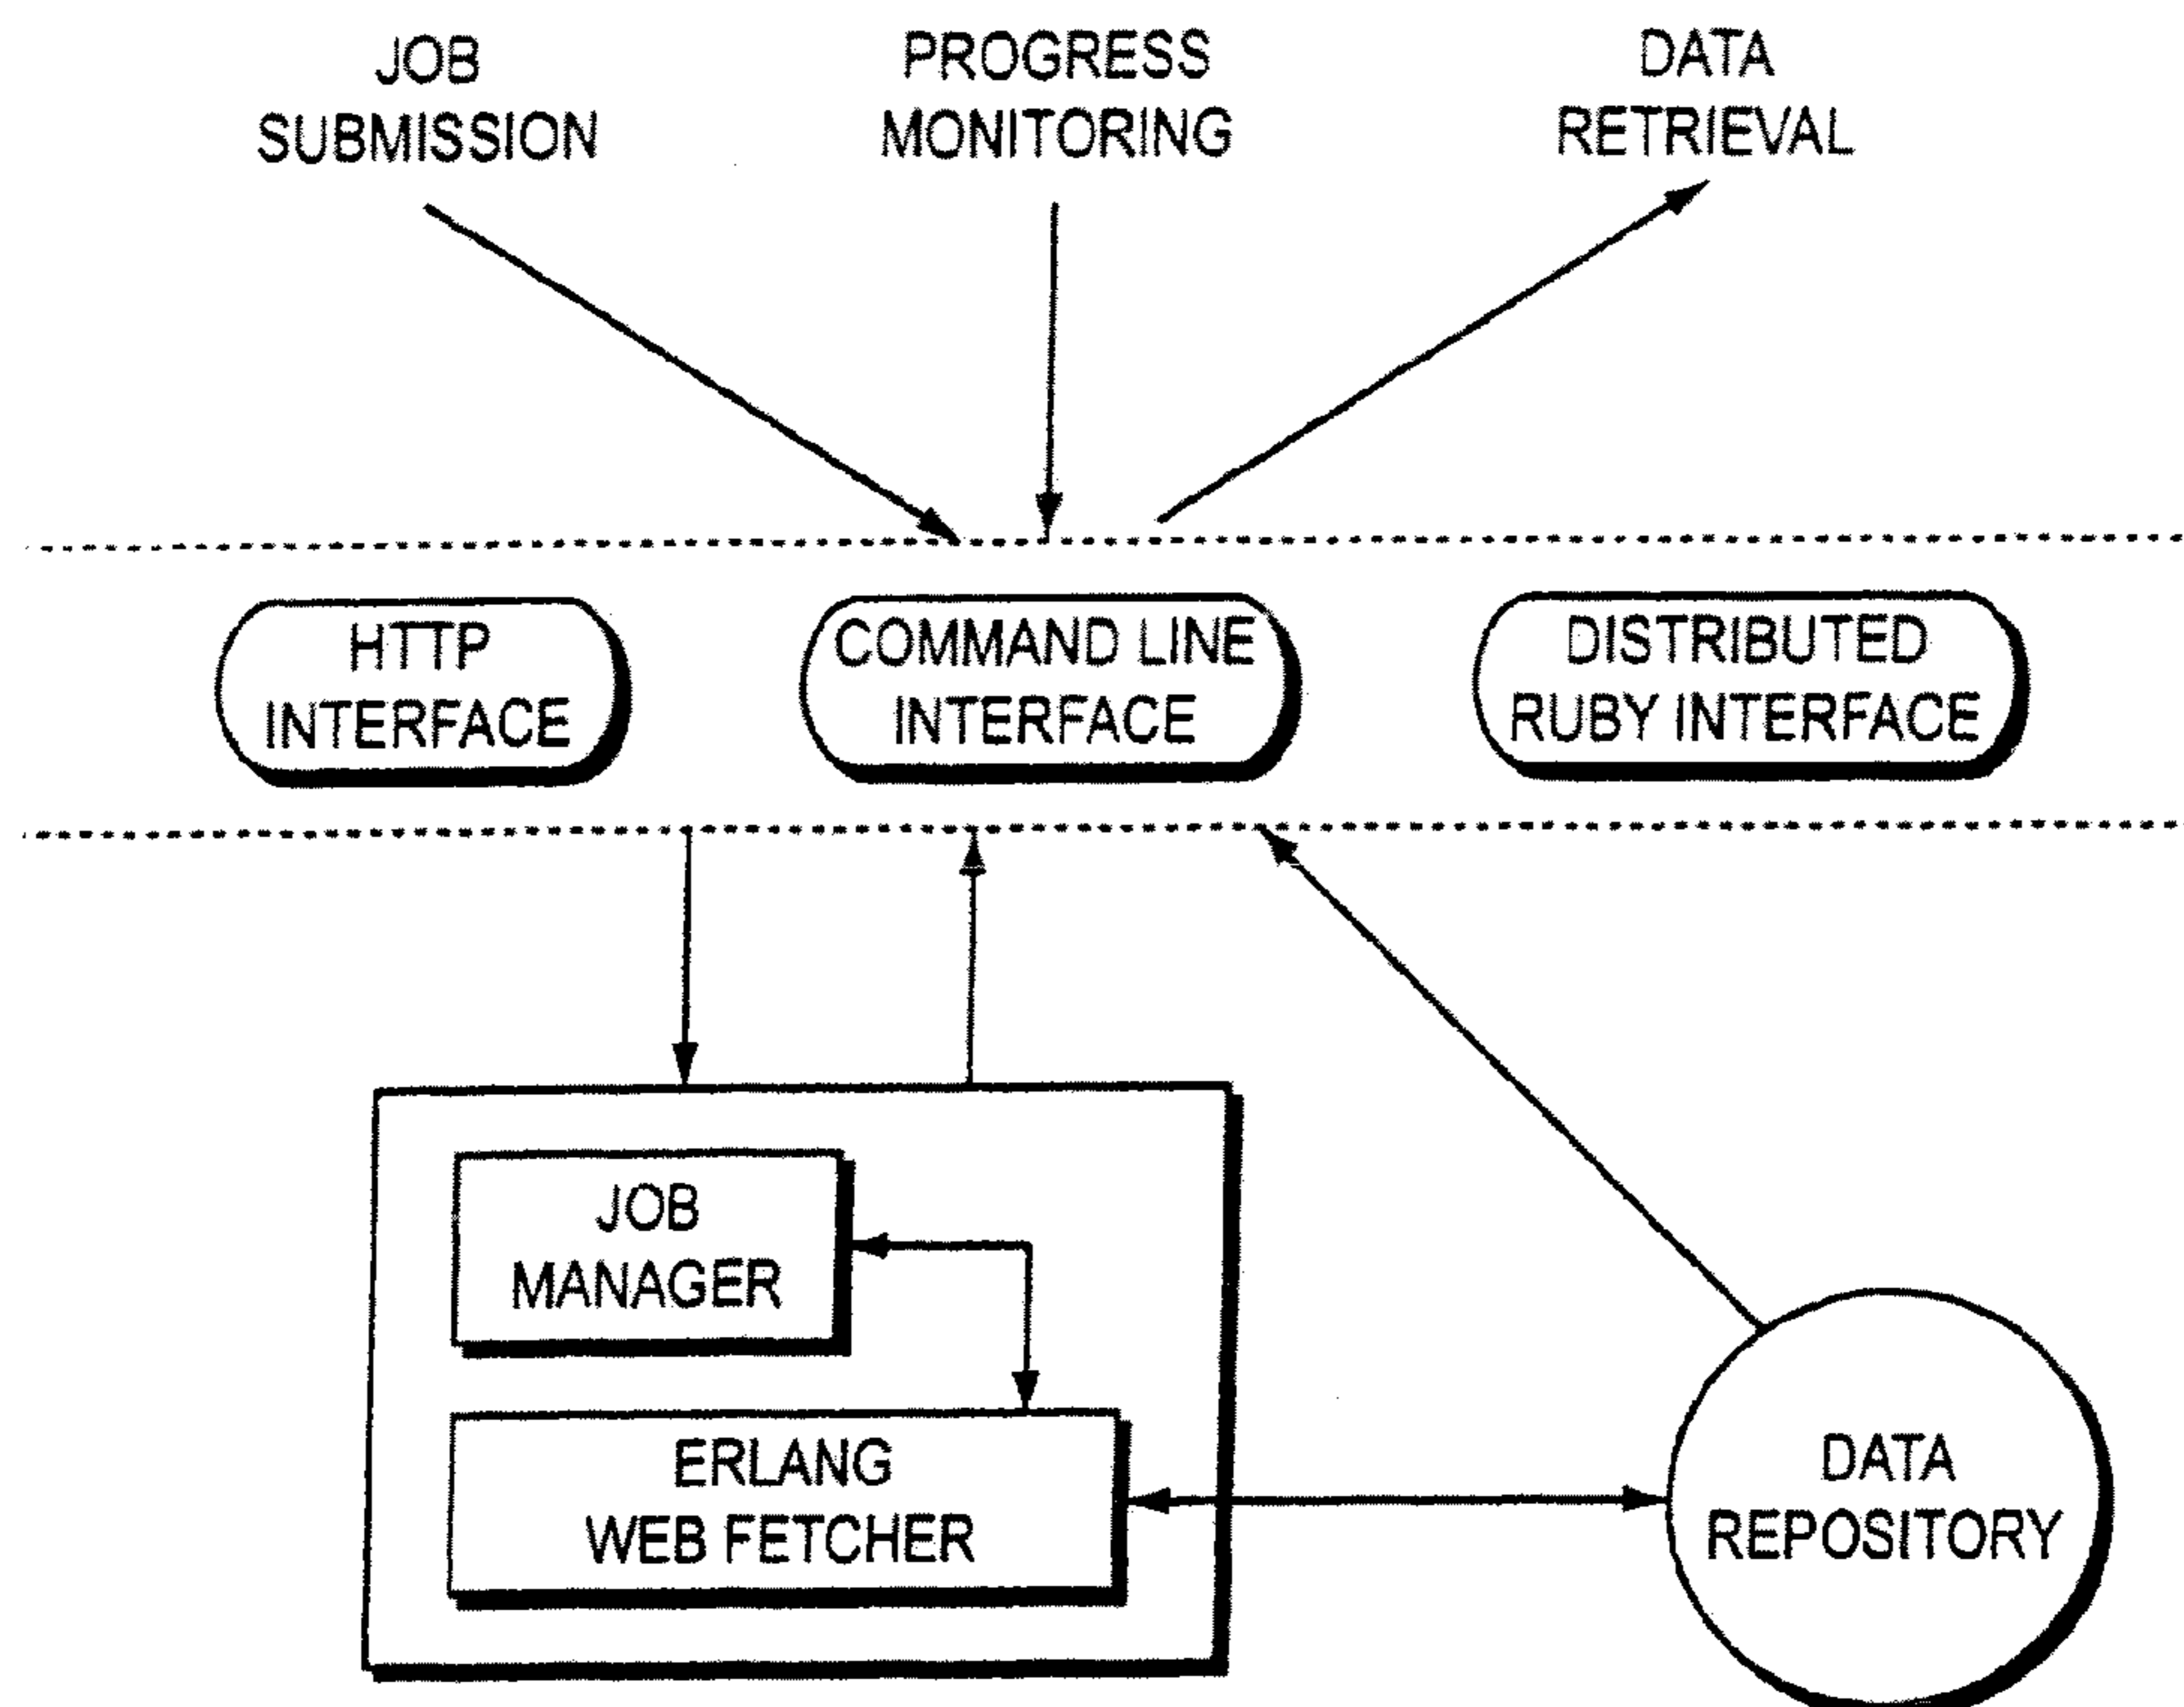 JOB
SUBMISSION
PROGRESS
MONITORING
DATA
RETRIEVAL
HTTP
INTERFACE
COMMAND LINE
INTERFACE
DISTRIBUTED
RUBY INTERFACE
JOB
MANAGER
ERLANG
WEB FETCHER
DATA
REPOSITORY